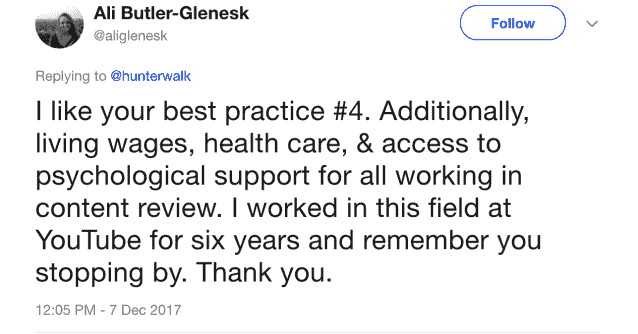 Ali Butler-Glenesk
@aliglenesk
Follow
Replying to @hunterwalk
I like your best practice #4. Additionally,
living wages, health care, & access to
psychological support for all working in
content review. I worked in this field at
YouTube for six years and remember you
stopping by. Thank you.
12:05 PM - 7 Dec 2017